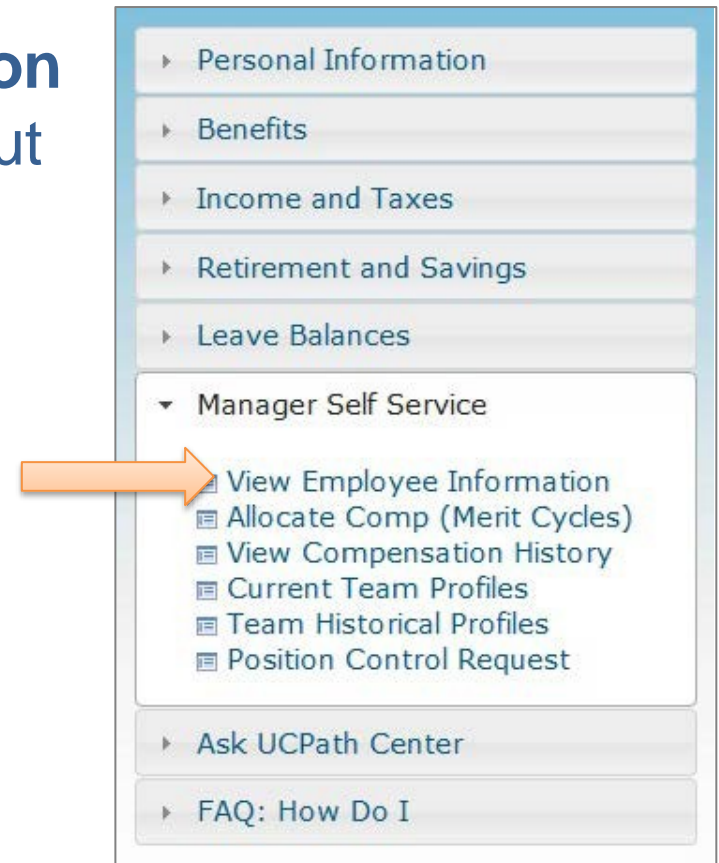 on
ut
Personal Information
Benefits
Income and Taxes
Retirement and Savings
Leave Balances
Manager Self Service
View Employee Information
Allocate Comp (Merit Cycles)
View Compensation History
Current Team Profiles
Team Historical Profiles
Position Control Request
Ask UCPath Center
FAQ: How Do I